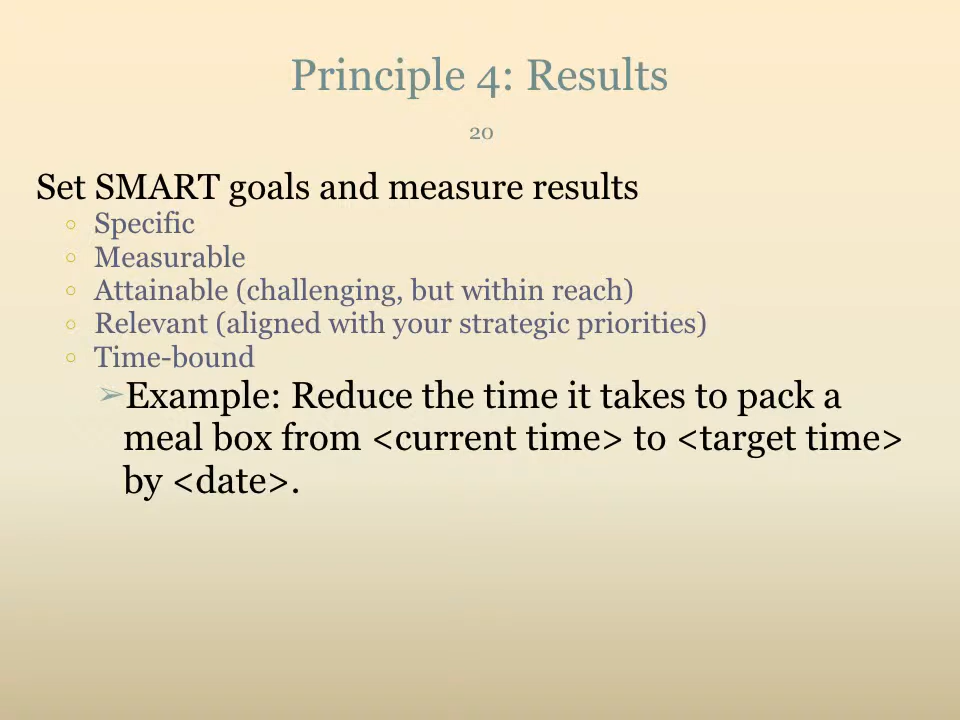 Principle 4: Results
20
Set SMART goals and measure results
○ Specific
○ Measurable
○ Attainable (challenging, but within reach)
○ Relevant (aligned with your strategic priorities)
○ Time-bound
➢Example: Reduce the time it takes to pack a
meal box from <current time> to <target time>
by <date>.